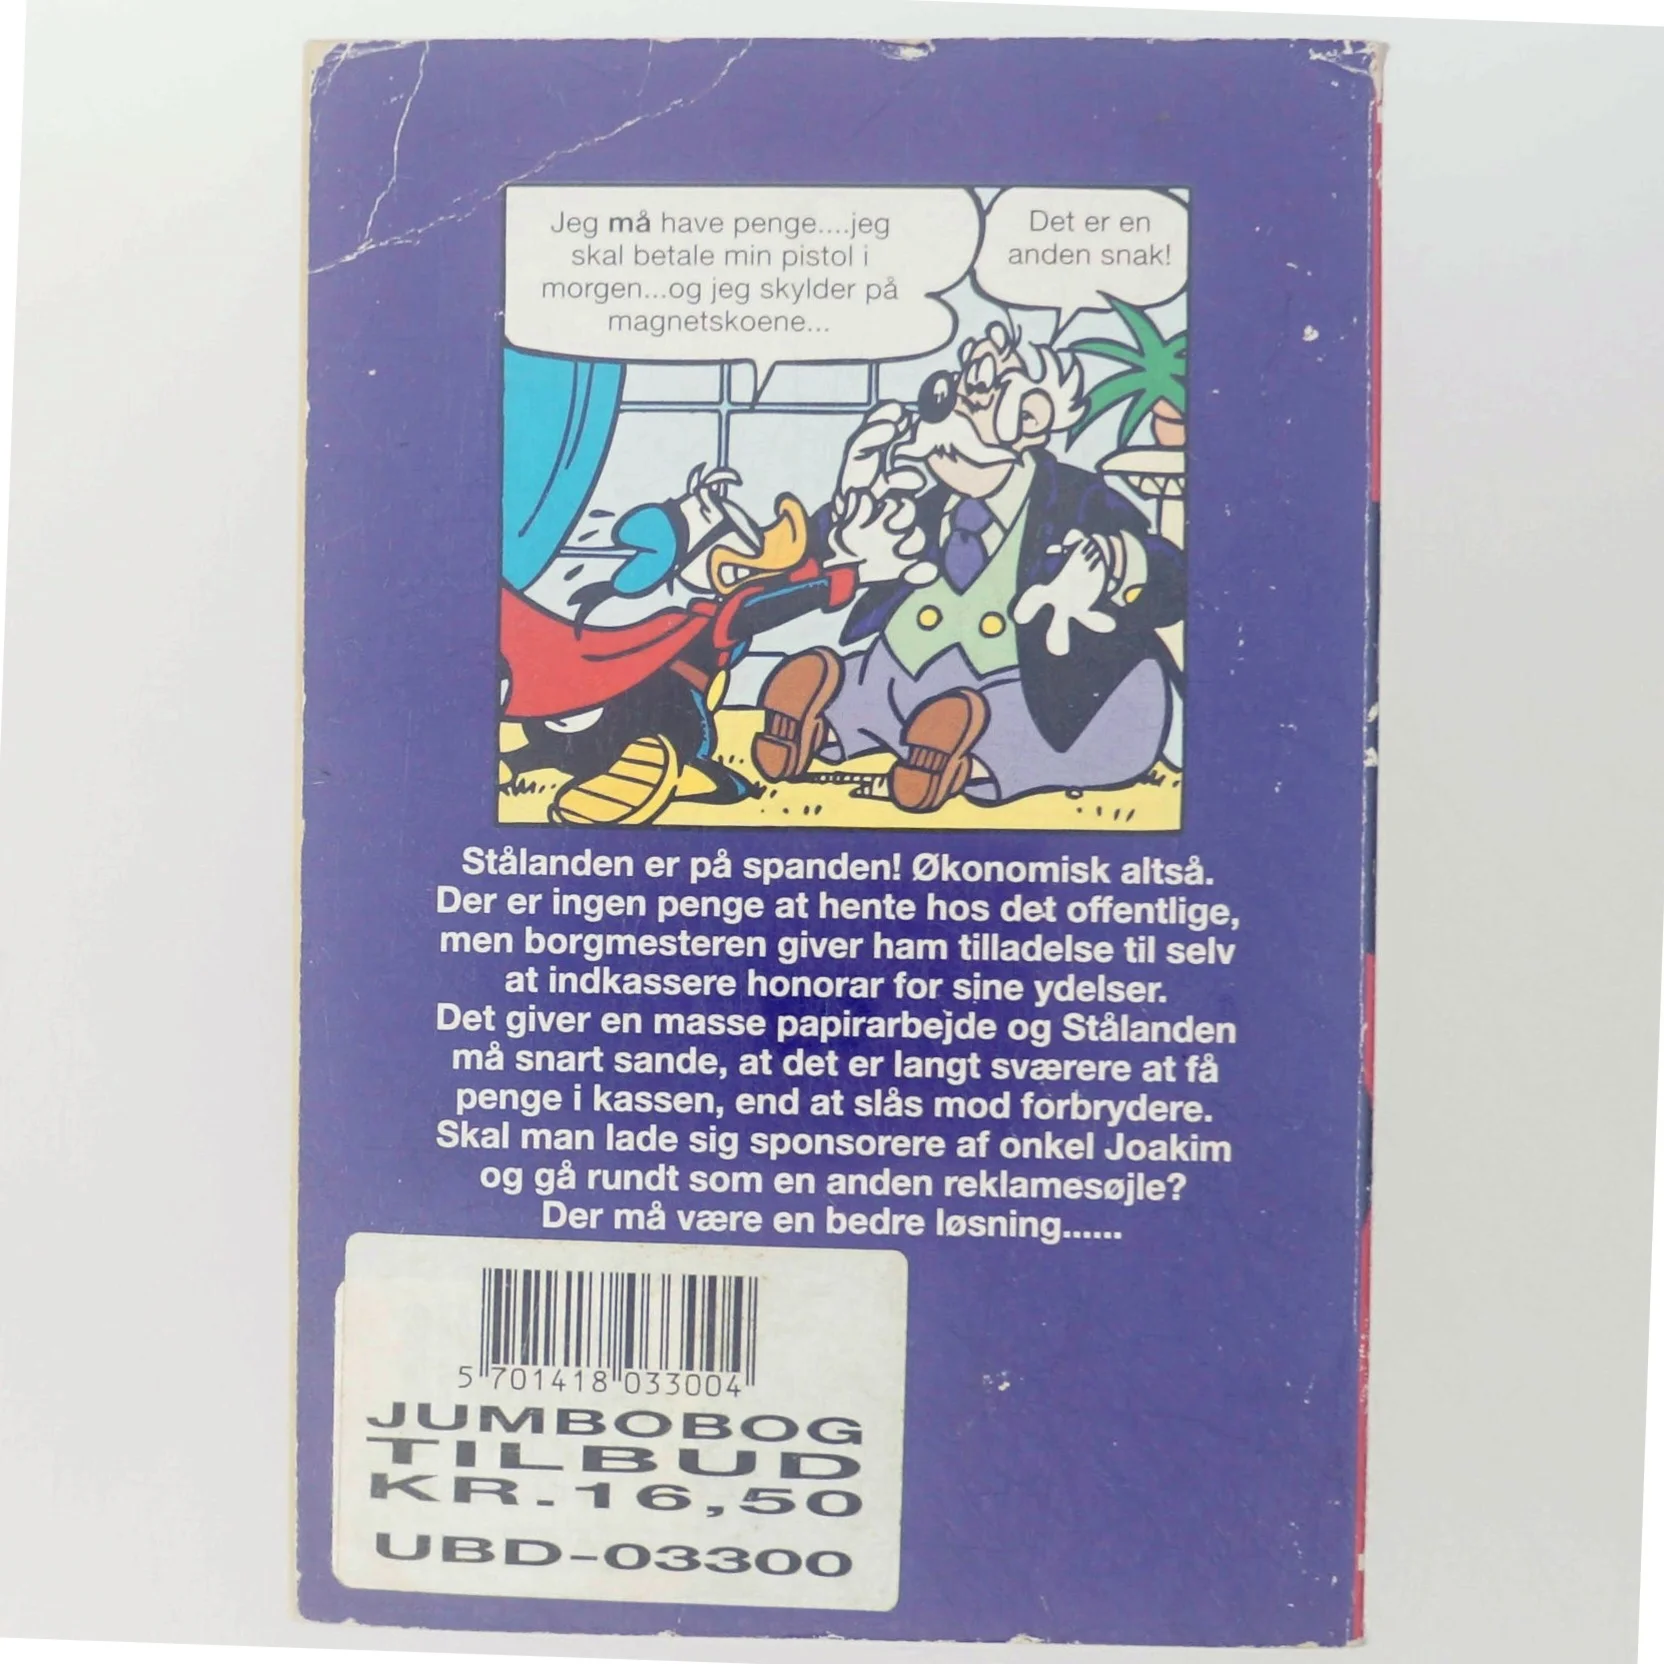 Jeg må have penge....jeg
skal betale min pistol i
morgen...og jeg skylder på
magnetskoene...
Det er en
anden snak!
Stålanden er på spanden! Økonomisk altså.
Der er ingen penge at hente hos det offentlige,
men borgmesteren giver ham tilladelse til selv
at indkassere honorar for sine ydelser.
Det giver en masse papirarbejde og Stålanden
må snart sande, at det er langt sværere at få
penge i kassen, end at slås mod forbrydere.
Skal man lade sig sponsorere af onkel Joakim
og gå rundt som en anden reklamesøjle?
Der må være en bedre løsning......
5 701418 033004
JUMBOBOG
TILBUD
KR.16,50
UBD-03300